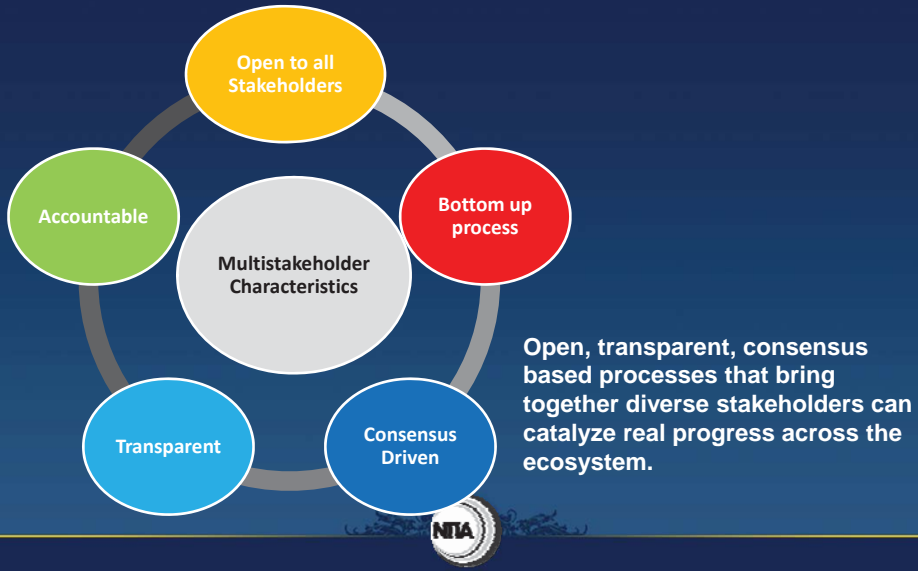 Open to all
Stakeholders
Bottom up
process
Consensus
Driven
Transparent
Accountable
Multistakeholder
Characteristics
Open, transparent, consensus
based processes that bring
together diverse stakeholders can
catalyze real progress across the
ecosystem.
NTIA